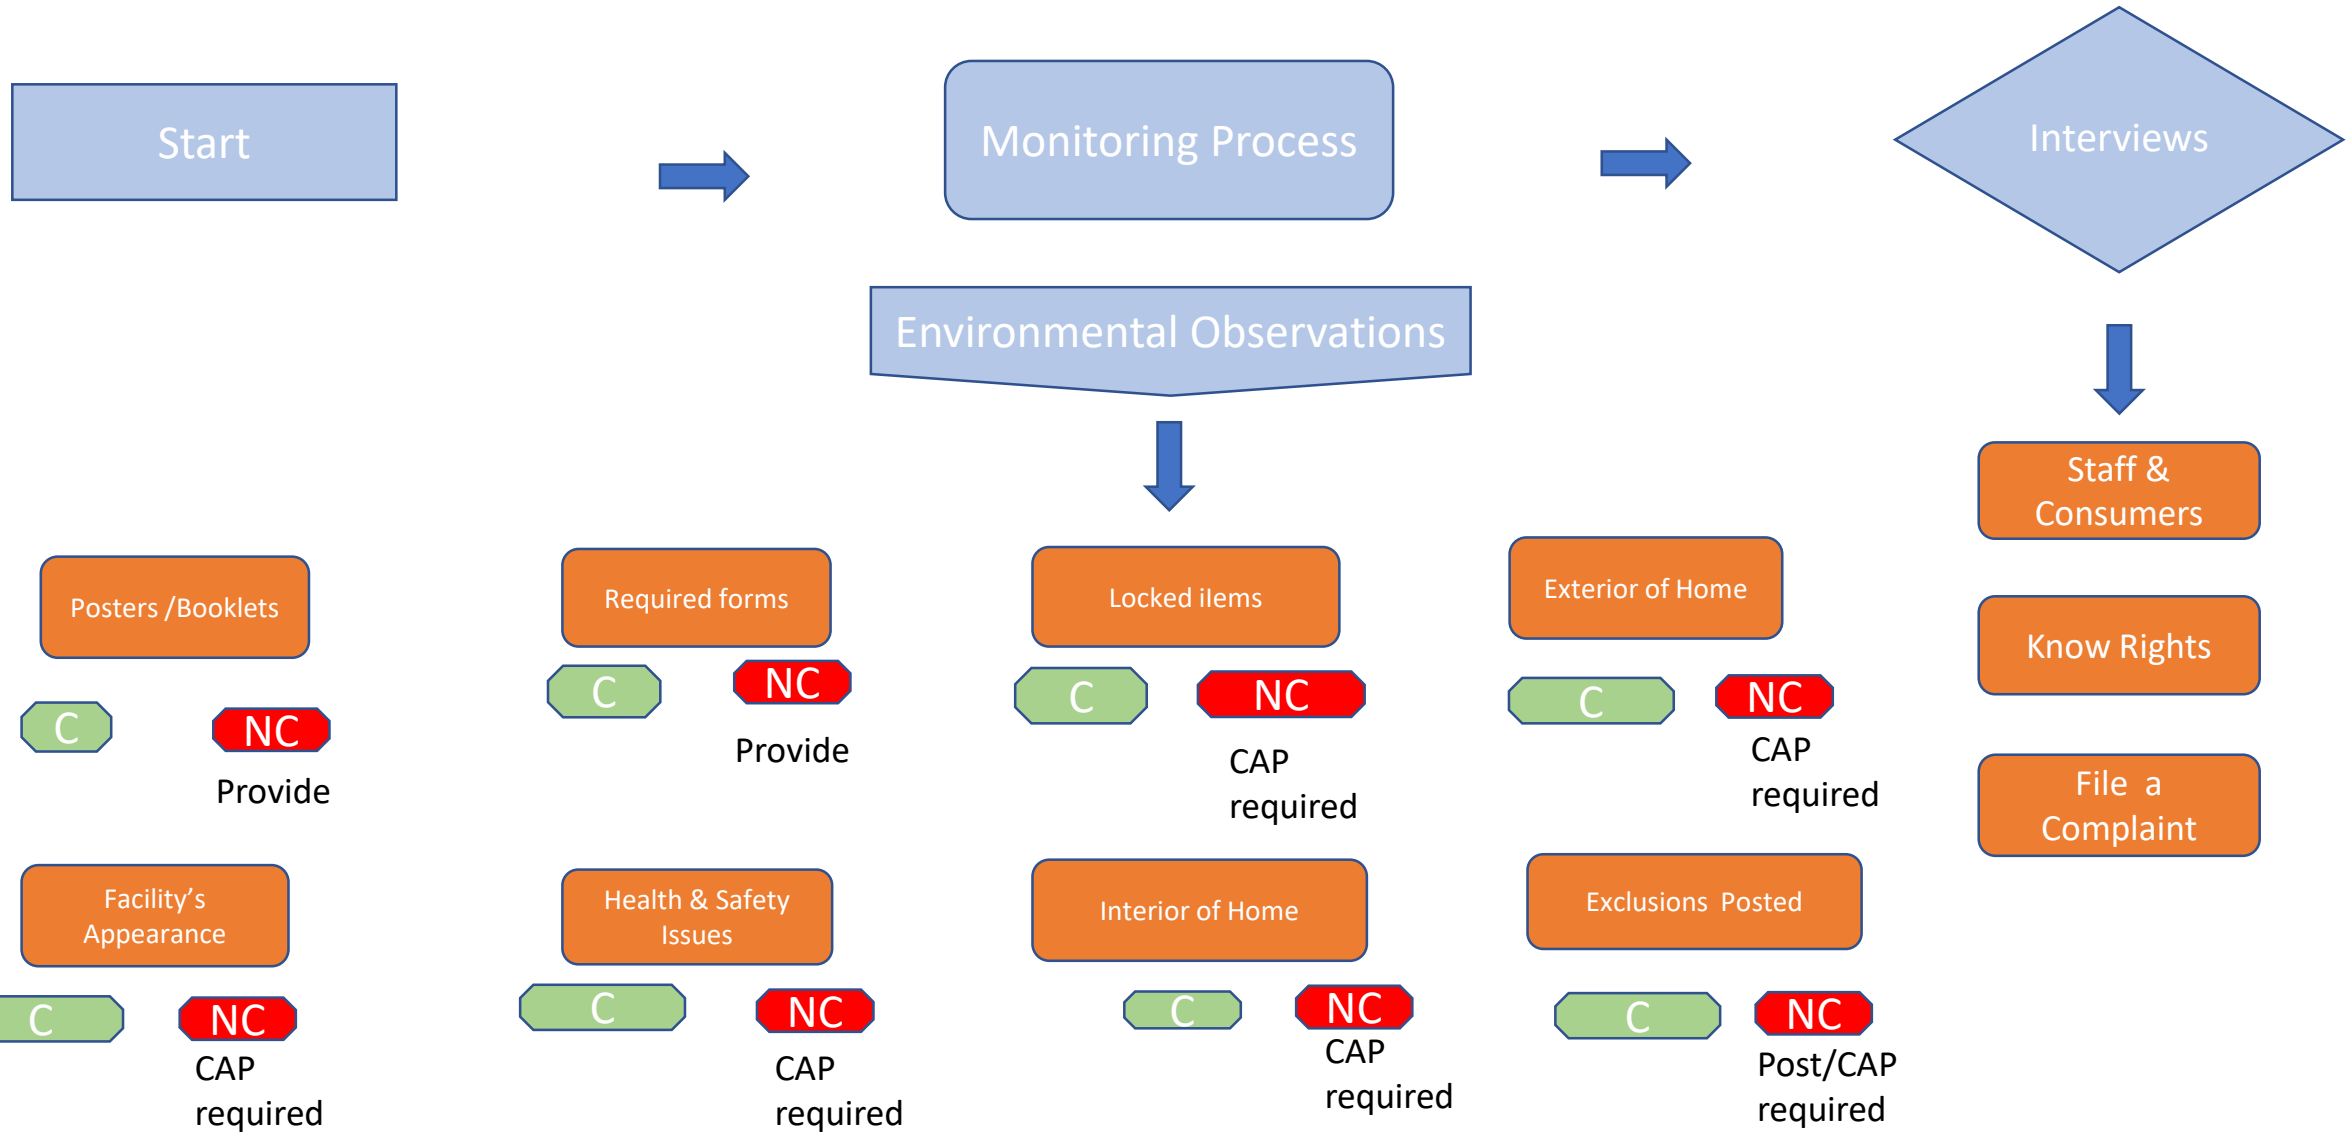 Start
Monitoring Process
Interviews
Environmental Observations
Staff &
Consumers
Know Rights
File a
Complaint
Posters /Booklets
Required forms
Locked iIems
Exterior of Home
C
NC
C
NC
C
NC
C
NC
Provide
Provide
CAP
required
CAP
required
Facility's
Appearance
Health & Safety
Issues
Interior of Home
Exclusions Posted
C
NC
C
NC
C
NC
C
NC
CAP
required
CAP
required
CAP
required
Post/CAP
required